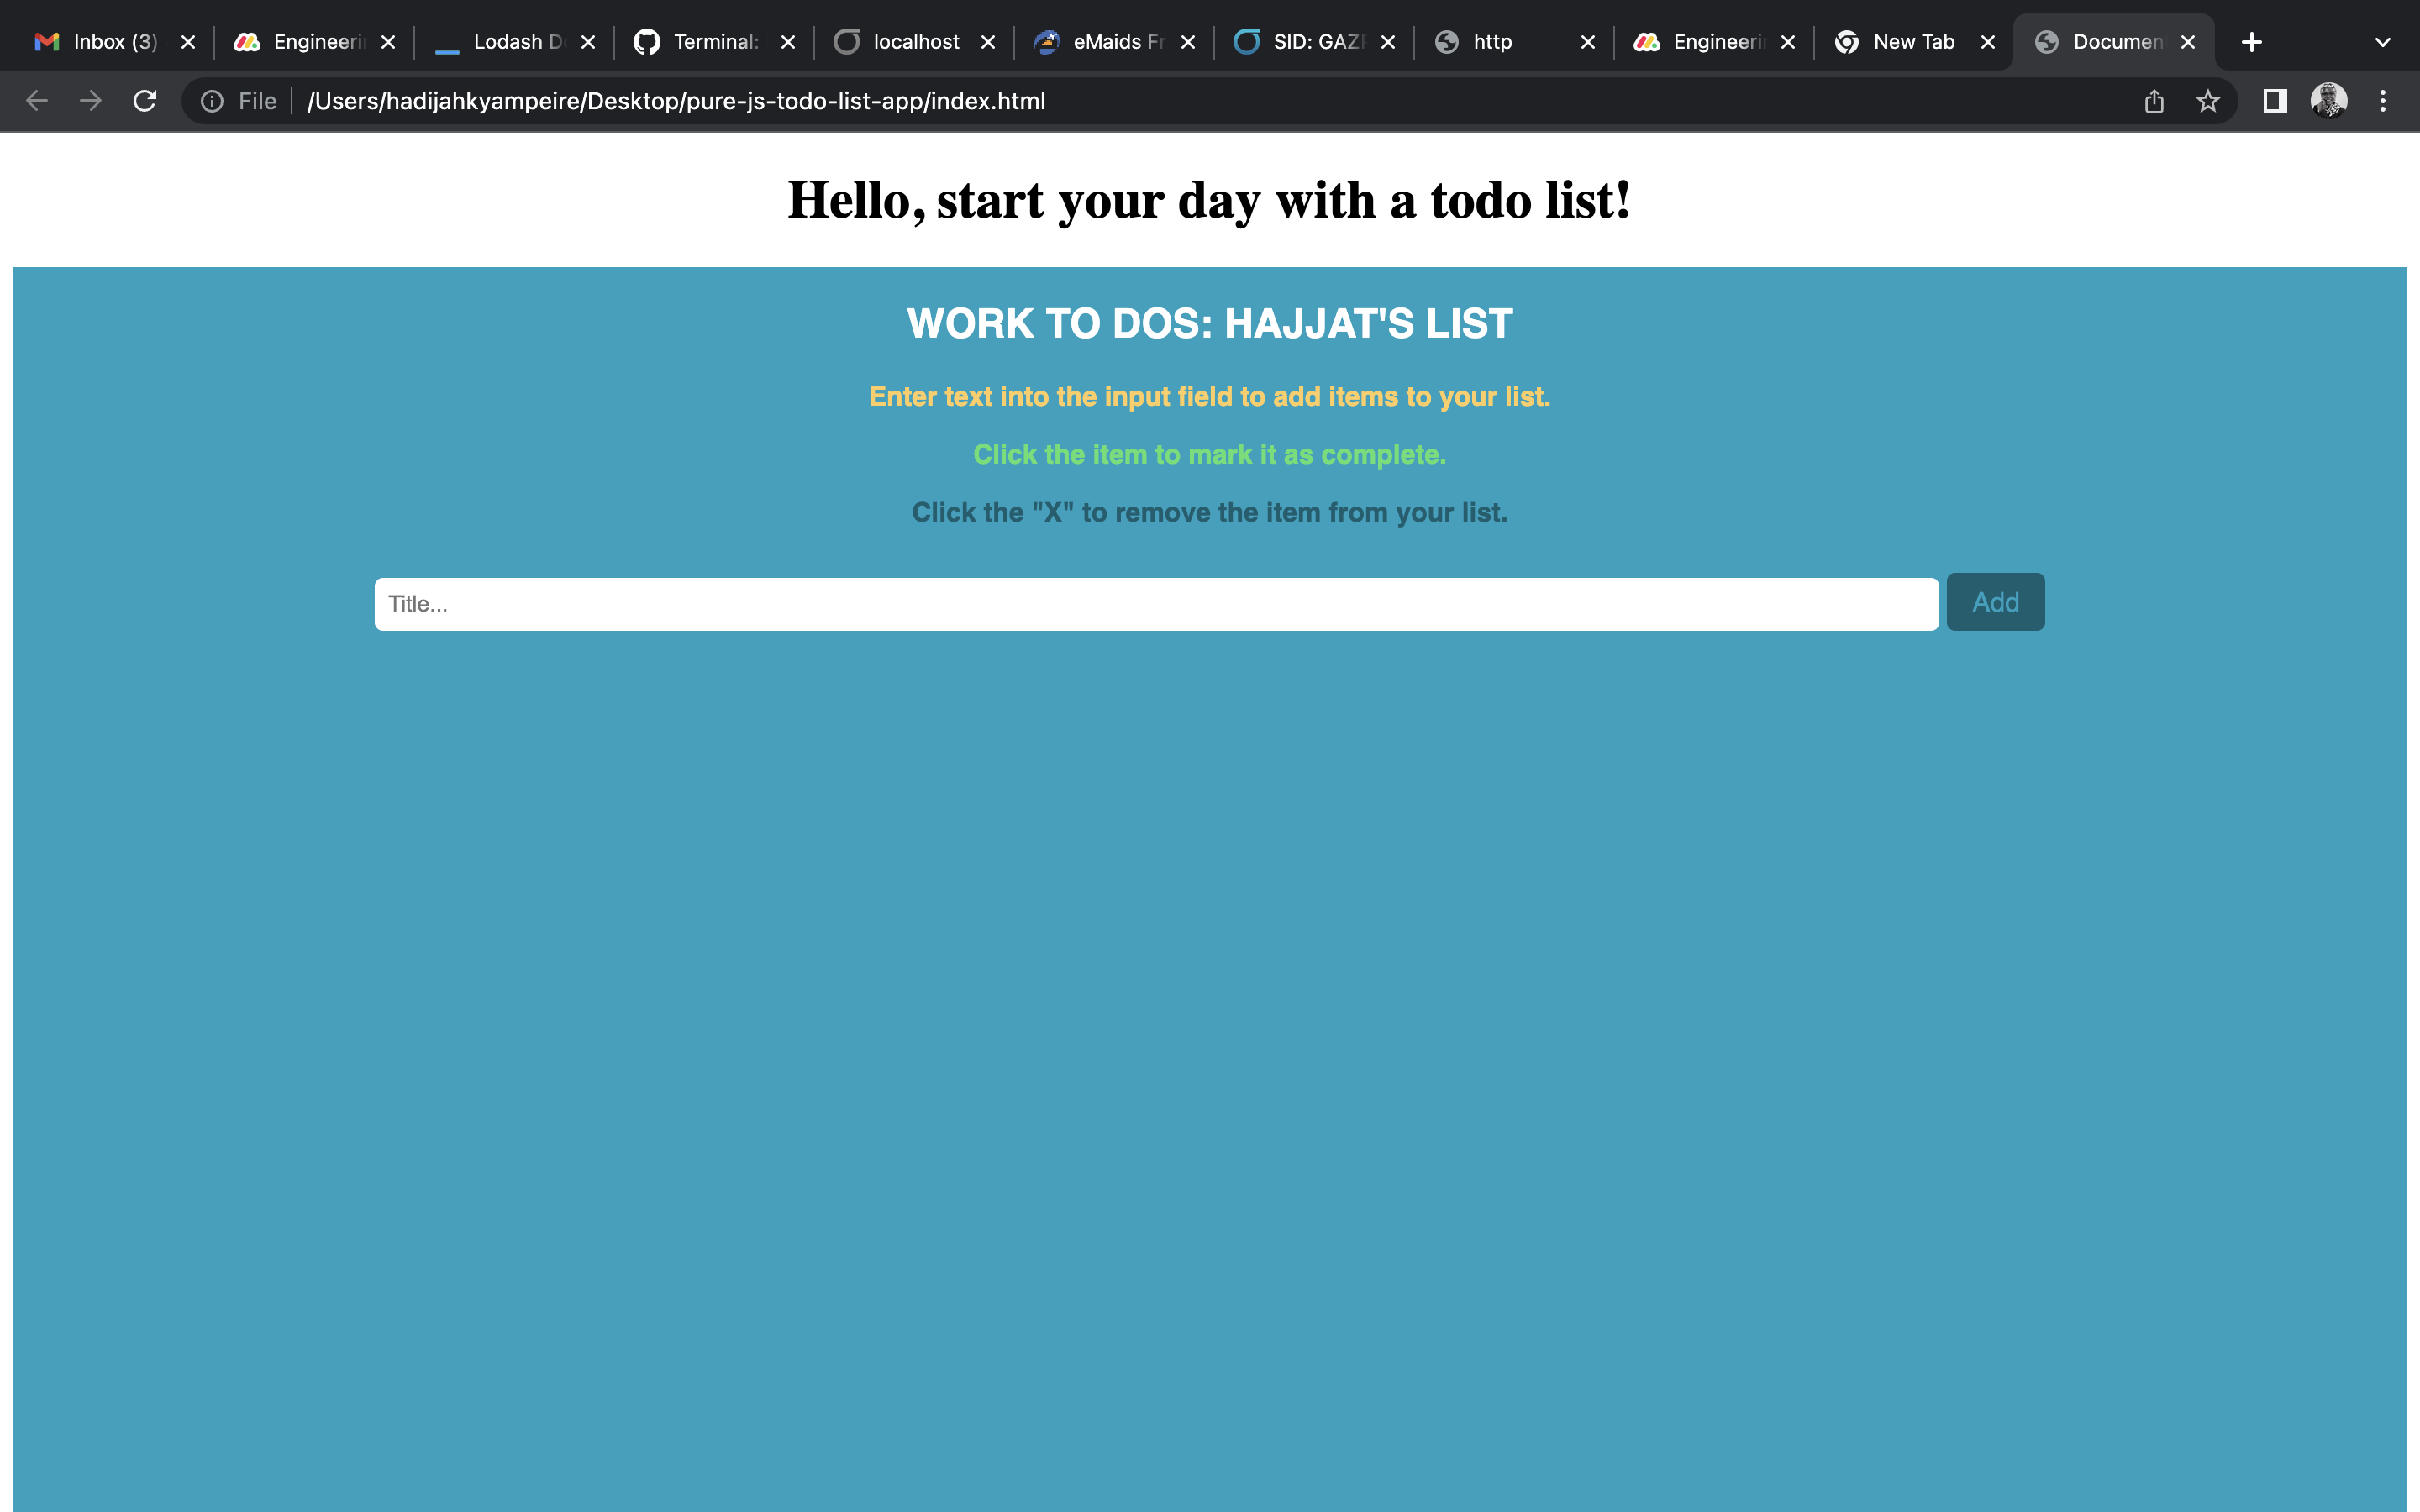 Inbox (3) Engineeri Lodash D Terminal: localhost eMaids Fr SID: GAZP http Engineeri New Tab Documen
File /Users/hadijahkyampeire/Desktop/pure-js-todo-list-app/index.html
Hello, start your day with a todo list!
WORK TO DOS: HAJJAT'S LIST
Enter text into the input field to add items to your list.
Click the item to mark it as complete.
Click the "X" to remove the item from your list.
Title... Add